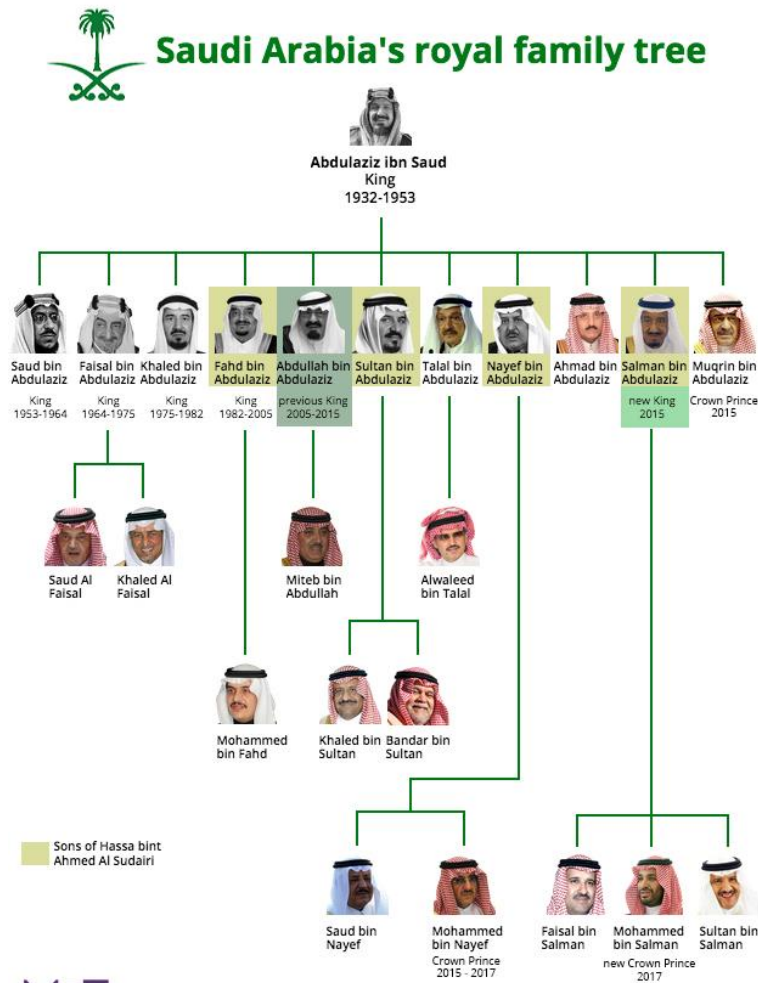 Saudi Arabia's royal family tree
Abdulaziz ibn Saud
King
1932-1953
Saud bin
Abdulaziz
King
1953-1964
Faisal bin
Abdulaziz
King
1964-1975
Khaled bin
Abdulaziz
King
1975-1982
Fahd bin
Abdulaziz
King
1982-2005
Abdullah bin
Abdulaziz
previous King
2005-2015
Sultan bin
Abdulaziz
Talal bin
Abdulaziz
Nayef bin
Abdulaziz
Ahmad bin
Abdulaziz
Salman bin
Abdulaziz
new King
2015
Muqrin bin
Abdulaziz
Crown Prince
2015
Saud Al
Faisal
Khaled Al
Faisal
Miteb bin
Abdullah
Alwaleed
bin Talal
Mohammed
bin Fahd
Khaled bin
Sultan
Bandar bin
Sultan
Sons of Hassa bint
Ahmed Al Sudairi
Saud bin
Nayef
Mohammed
bin Nayef
Crown Prince
2015 - 2017
Faisal bin
Salman
Mohammed
bin Salman
new Crown Prince
2017
Sultan bin
Salman